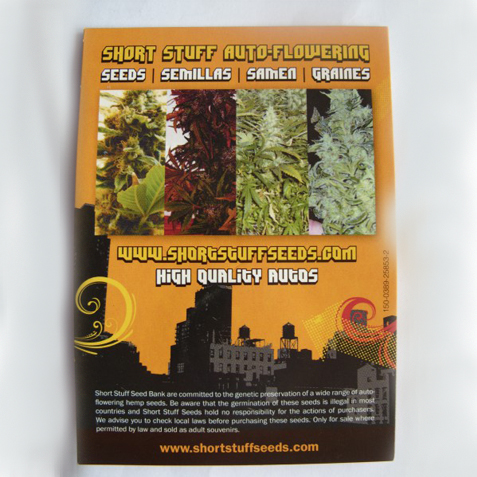 SHORT STUFF AUTO-FLOWERING
SEEDS | SEMILLAS | SAMEN | GRAINES
WWW.SHORTSTUFFSEEDS.COM
HIGH QUALITY AUTOS
150-0389-25653-2
Short Stuff Seed Bank are committed to the genetic preservation of a wide range of auto-
flowering hemp seeds. Be aware that the germination of these seeds is illegal in most
countries and Short Stuff Seeds hold no responsibility for the actions of purchasers.
We advise you to check local laws before purchasing these seeds. Only for sale where
permitted by law and sold as adult souvenirs.
www.shortstuffseeds.com